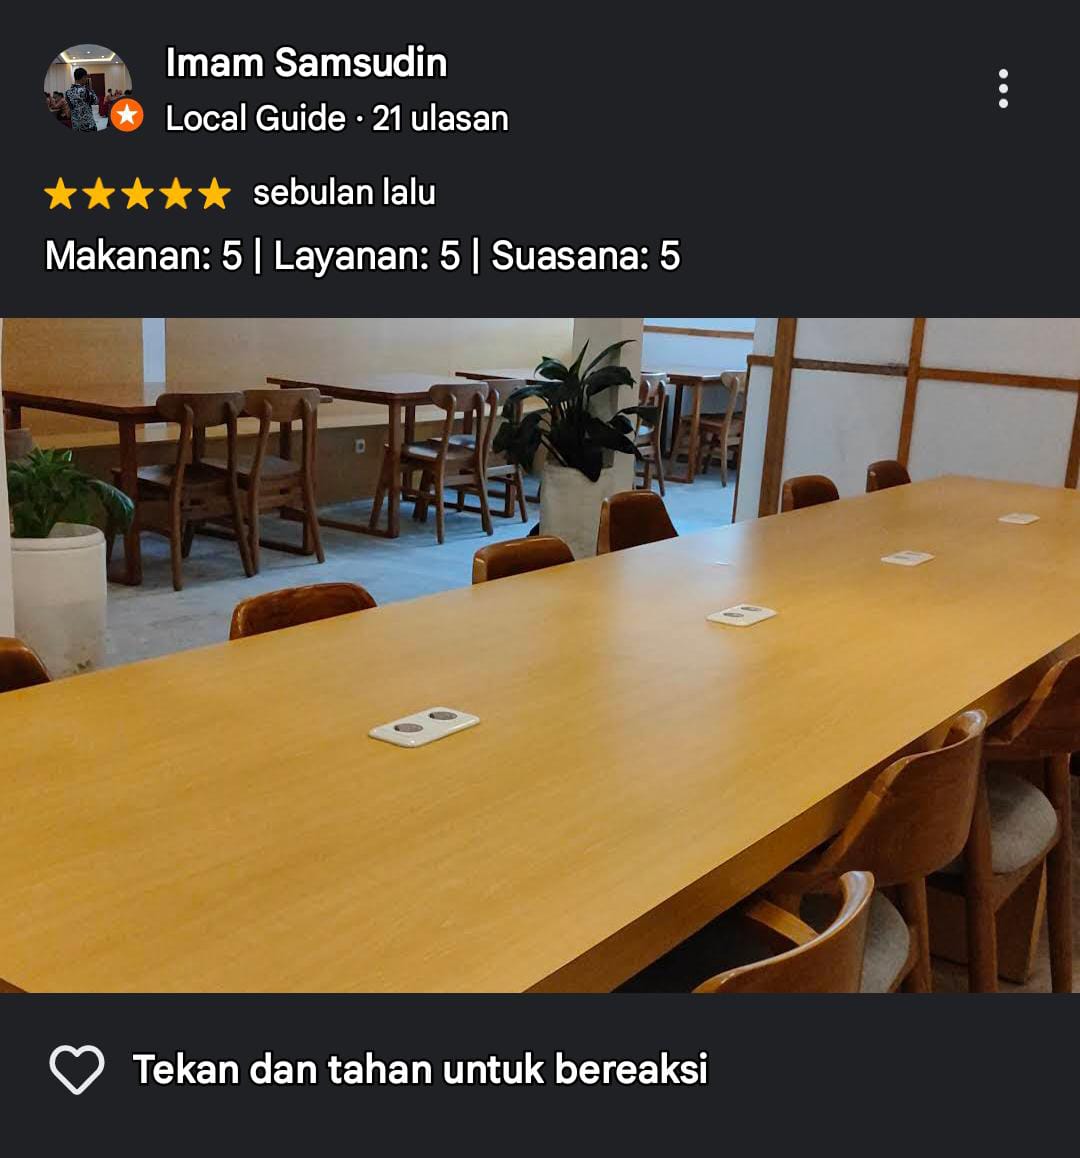 Imam Samsudin
Local Guide · 21 ulasan
sebulan lalu
Makanan: 5 | Layanan: 5 | Suasana: 5
Tekan dan tahan untuk bereaksi